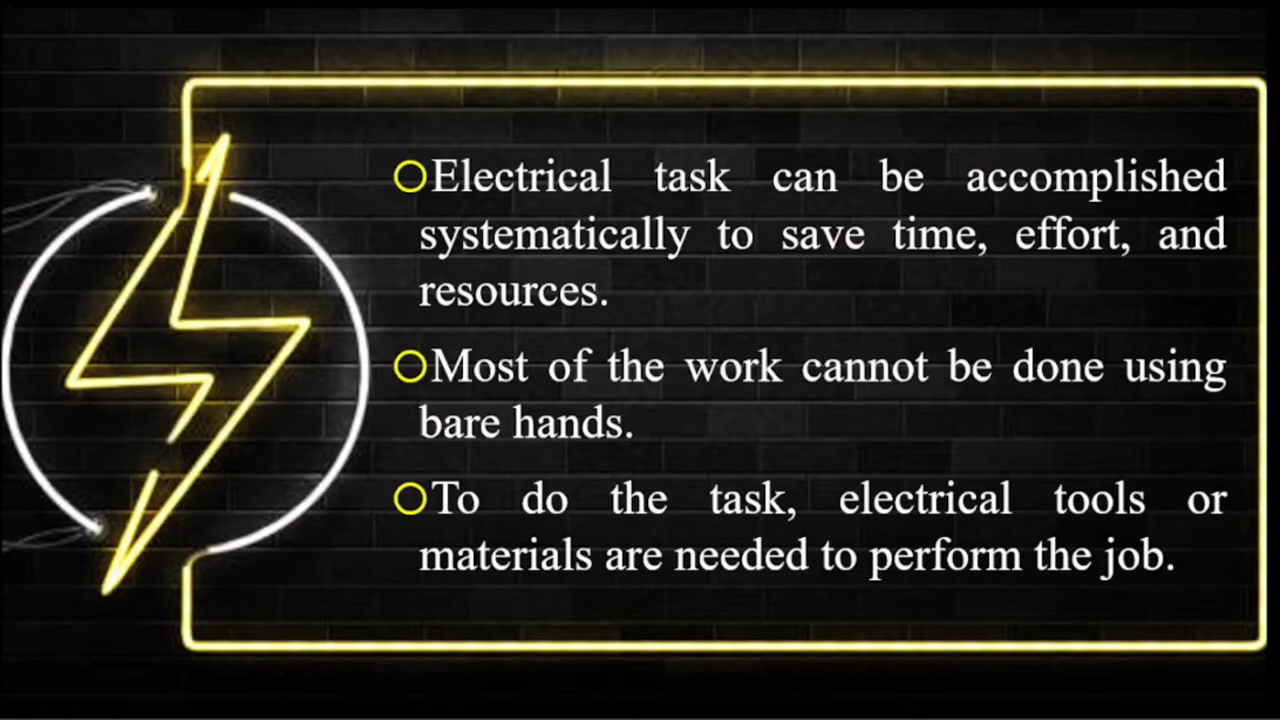 Electrical task can be accomplished
systematically to save time, effort, and
resources.
Most of the work cannot be done using
bare hands.
To do the task, electrical tools or
materials are needed to perform the job.